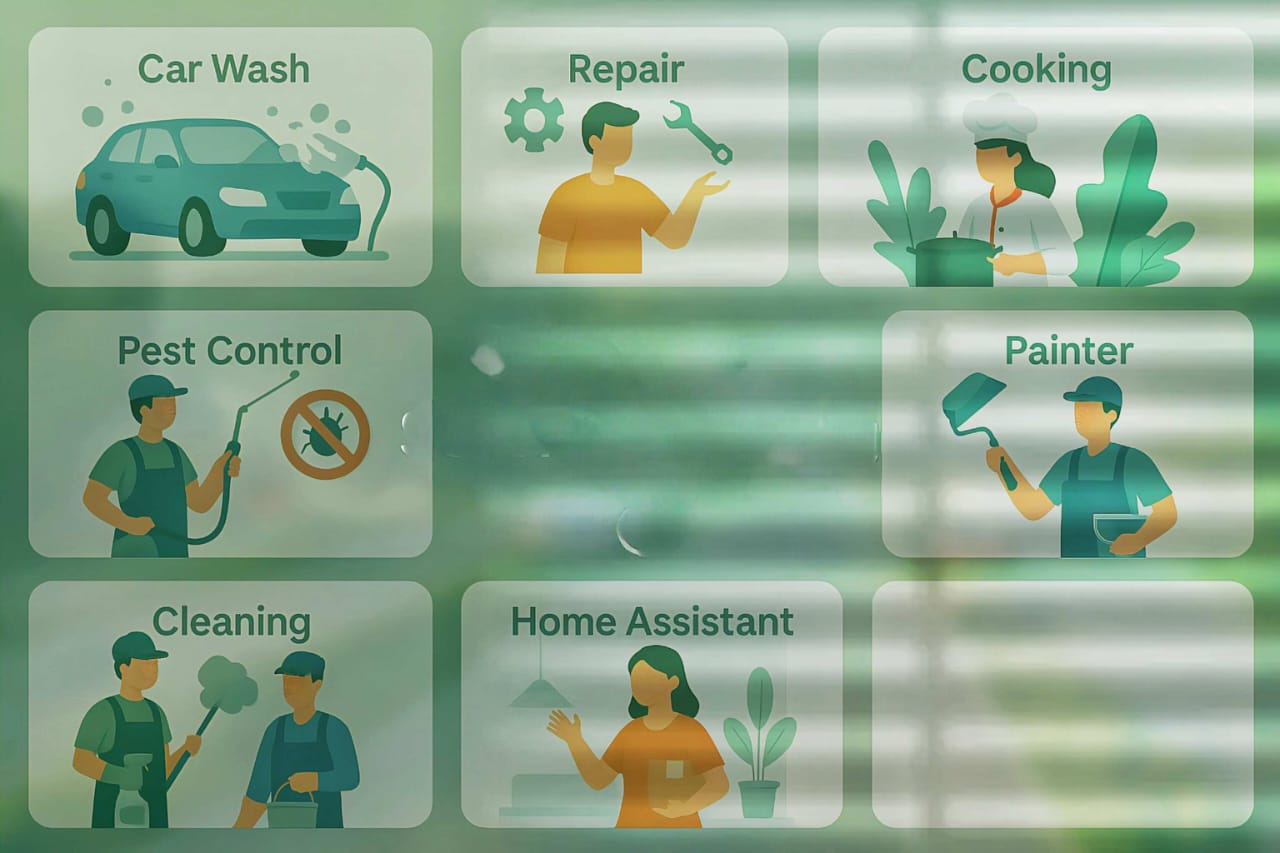 Car Wash
Repair
Cooking
Pest Control
Painter
Cleaning
Home Assistant